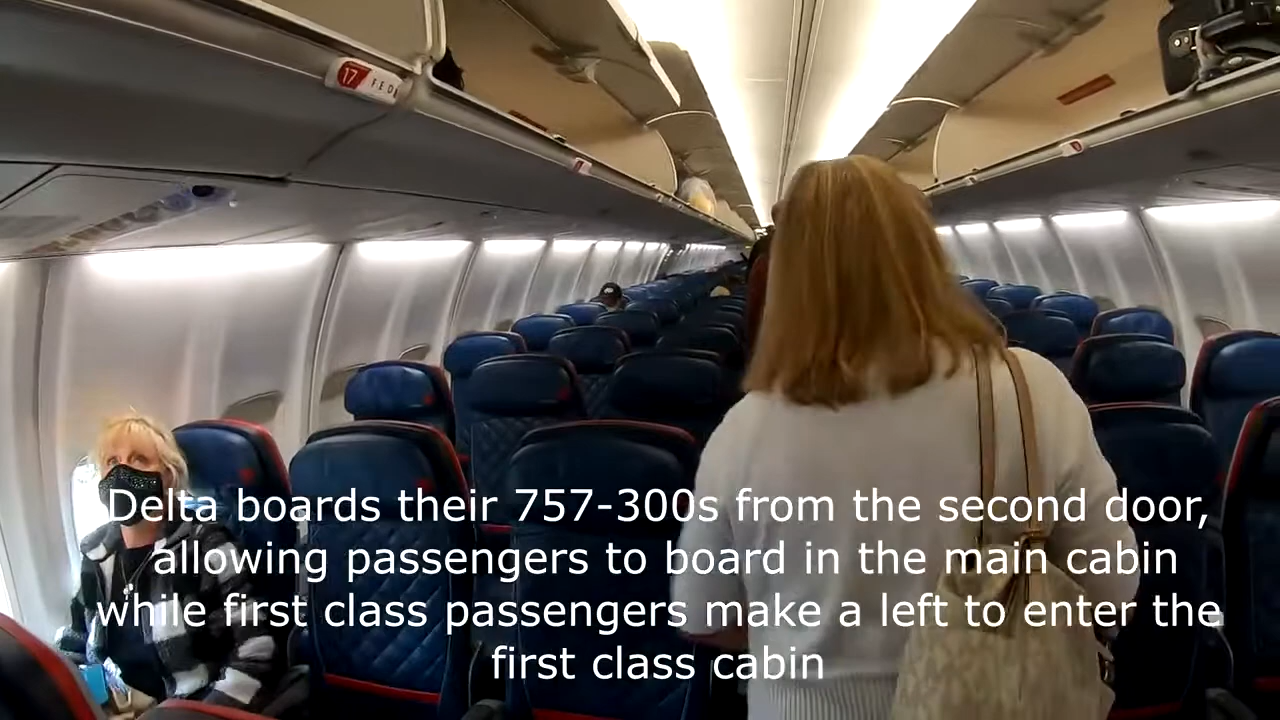 17 FED
Delta boards their 757-300s from the second door,
allowing passengers to board in the main cabin
while first class passengers make a left to enter the
first class cabin